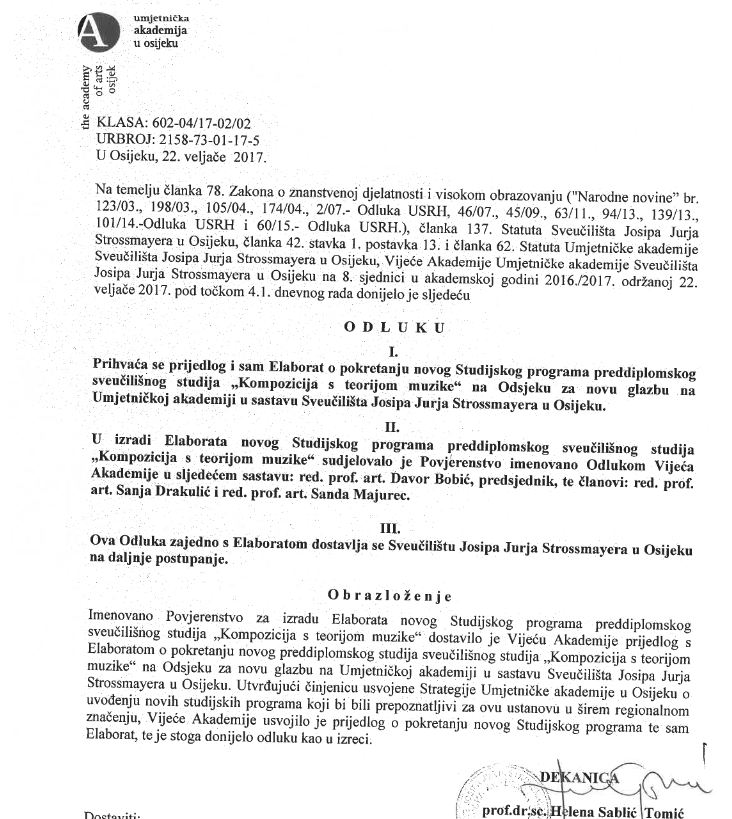 umjetnička
akademija
u osijeku
the academy
of arts
osijek
KLASA: 602-04/17-02/02
URBROJ: 2158-73-01-17-5
U Osijeku, 22. veljače 2017.
Na temelju članka 78. Zakona o znanstvenoj djelatnosti i visokom obrazovanju ("Narodne novine” br.
123/03., 198/03., 105/04., 174/04., 2/07.- Odluka USRH, 46/07., 45/09., 63/11., 94/13., 139/13.,
101/14.-Odluka USRH i 60/15.- Odluka USRH.), članka 137. Statuta Sveučilišta Josipa Jurja
Strossmayera u Osijeku, članka 42. stavka 1. postavka 13. i članka 62. Statuta Umjetničke akademije
Sveučilišta Josipa Jurja Strossmayera u Osijeku, Vijeće Akademije Umjetničke akademije Sveučilišta
Josipa Jurja Strossmayera u Osijeku na 8. sjednici u akademskoj godini 2016./2017. održanoj 22.
veljače 2017. pod točkom 4.1. dnevnog rada donijelo je sljedeću
O D L U K U
I.
Prihvaća se prijedlog i sam Elaborat o pokretanju novog Studijskog programa preddiplomskog
sveučilišnog studija „Kompozicija s teorijom muzike“ na Odsjeku za novu glazbu na
Umjetničkoj akademiji u sastavu Sveučilišta Josipa Jurja Strossmayera u Osijeku.
II.
U izradi Elaborata novog Studijskog programa preddiplomskog sveučilišnog studija
„Kompozicija s teorijom muzike“ sudjelovalo je Povjerenstvo imenovano Odlukom Vijeća
Akademije u sljedećem sastavu: red. prof. art. Davor Bobić, predsjednik, te članovi: red. prof.
art. Sanja Drakulić i red. prof. art. Sanda Majurec.
III.
Ova Odluka zajedno s Elaboratom dostavlja se Sveučilištu Josipa Jurja Strossmayera u Osijeku
na daljnje postupanje.
O b r a z l o ž e n j e
Imenovano Povjerenstvo za izradu Elaborata novog Studijskog programa preddiplomskog
sveučilišnog studija „Kompozicija s teorijom muzike“ dostavilo je Vijeću Akademije prijedlog s
Elaboratom o pokretanju novog preddiplomskog studija sveučilišnog studija „Kompozicija s teorijom
muzike“ na Odsjeku za novu glazbu na Umjetničkoj akademiji u sastavu Sveučilišta Josipa Jurja
Strossmayera u Osijeku. Utvrđujući činjenicu usvojene Strategije Umjetničke akademije u Osijeku o
uvođenju novih studijskih programa koji bi bili prepoznatljivi za ovu ustanovu u širem regionalnom
značenju, Vijeće Akademije usvojilo je prijedlog o pokretanju novog Studijskog programa te sam
Elaborat, te je stoga donijelo odluku kao u izreci.
DEKANICA
prof.dr.sc. Helena Sablić Tomić
Dostaviti: